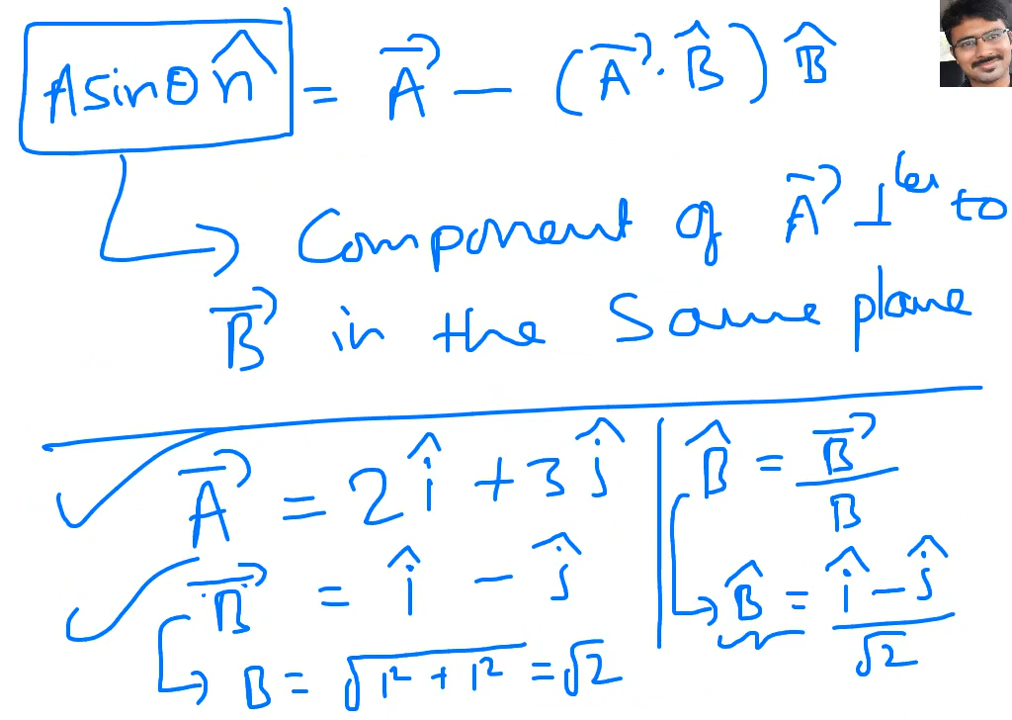 A sinθ n̂ = A⃗ − (A⃗ · B̂) B̂
→ Component of A⃗ ⊥ler to
B⃗ in the same plane
A⃗ = 2î + 3ĵ
B⃗ = î − ĵ
→ B = √(1² + 1²) = √2
B̂ = B⃗ / B
→ B̂ = (î − ĵ) / √2